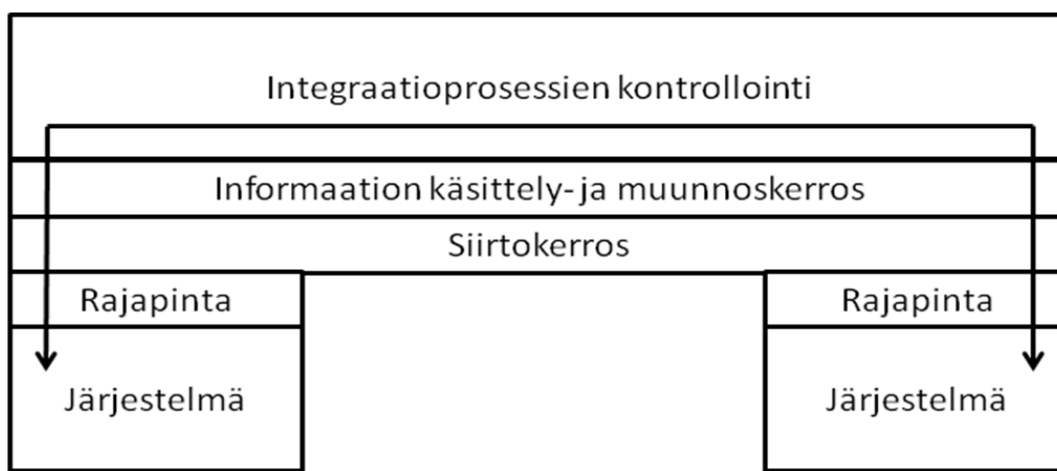 Integraatioprosessien kontrollointi
Informaation käsittely- ja muunnoskerros
Siirtokerros
Rajapinta
Rajapinta
Järjestelmä
Järjestelmä